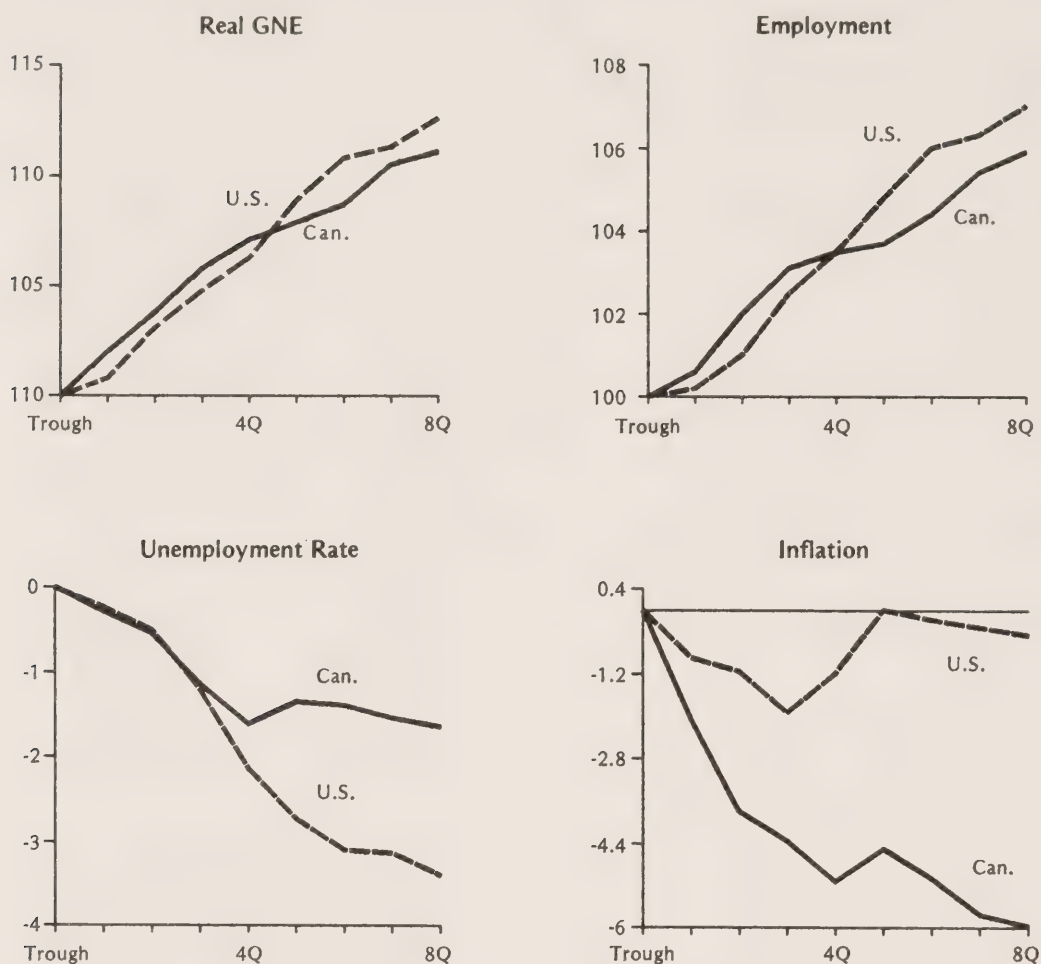 Real GNE
115
110
105
110
Trough
4Q
8Q
U.S.
Can.
Employment
108
106
104
102
100
Trough
4Q
8Q
U.S.
Can.
Unemployment Rate
0
-1
-2
-3
-4
Trough
4Q
8Q
Can.
U.S.
Inflation
0.4
-1.2
-2.8
-4.4
-6
Trough
4Q
8Q
U.S.
Can.